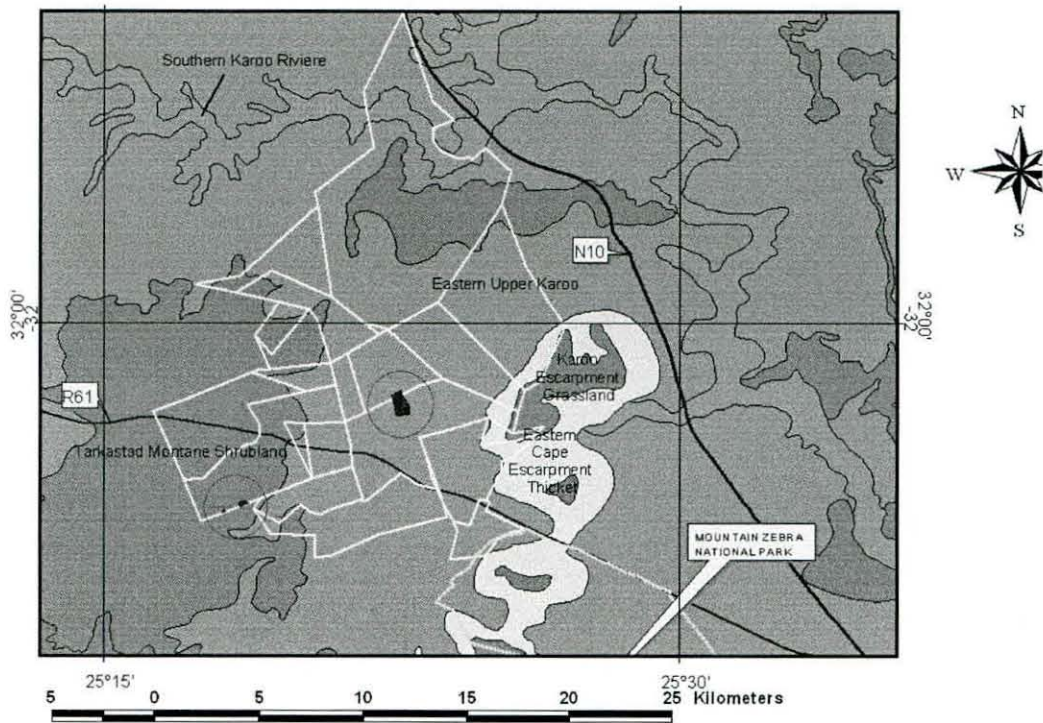 Southern Karoo Riviere
N
W
S
N10
Eastern Upper Karoo
32°00'
-32
32°00'
-32
Karoo
Escarpment
Grassland
R61
Eastern
Cape
Escarpment
Thicket
Tarkastad Montane Shrubland
MOUNTAIN ZEBRA
NATIONAL PARK
25°15'
25°30'
5 0 5 10 15 20 25 Kilometers